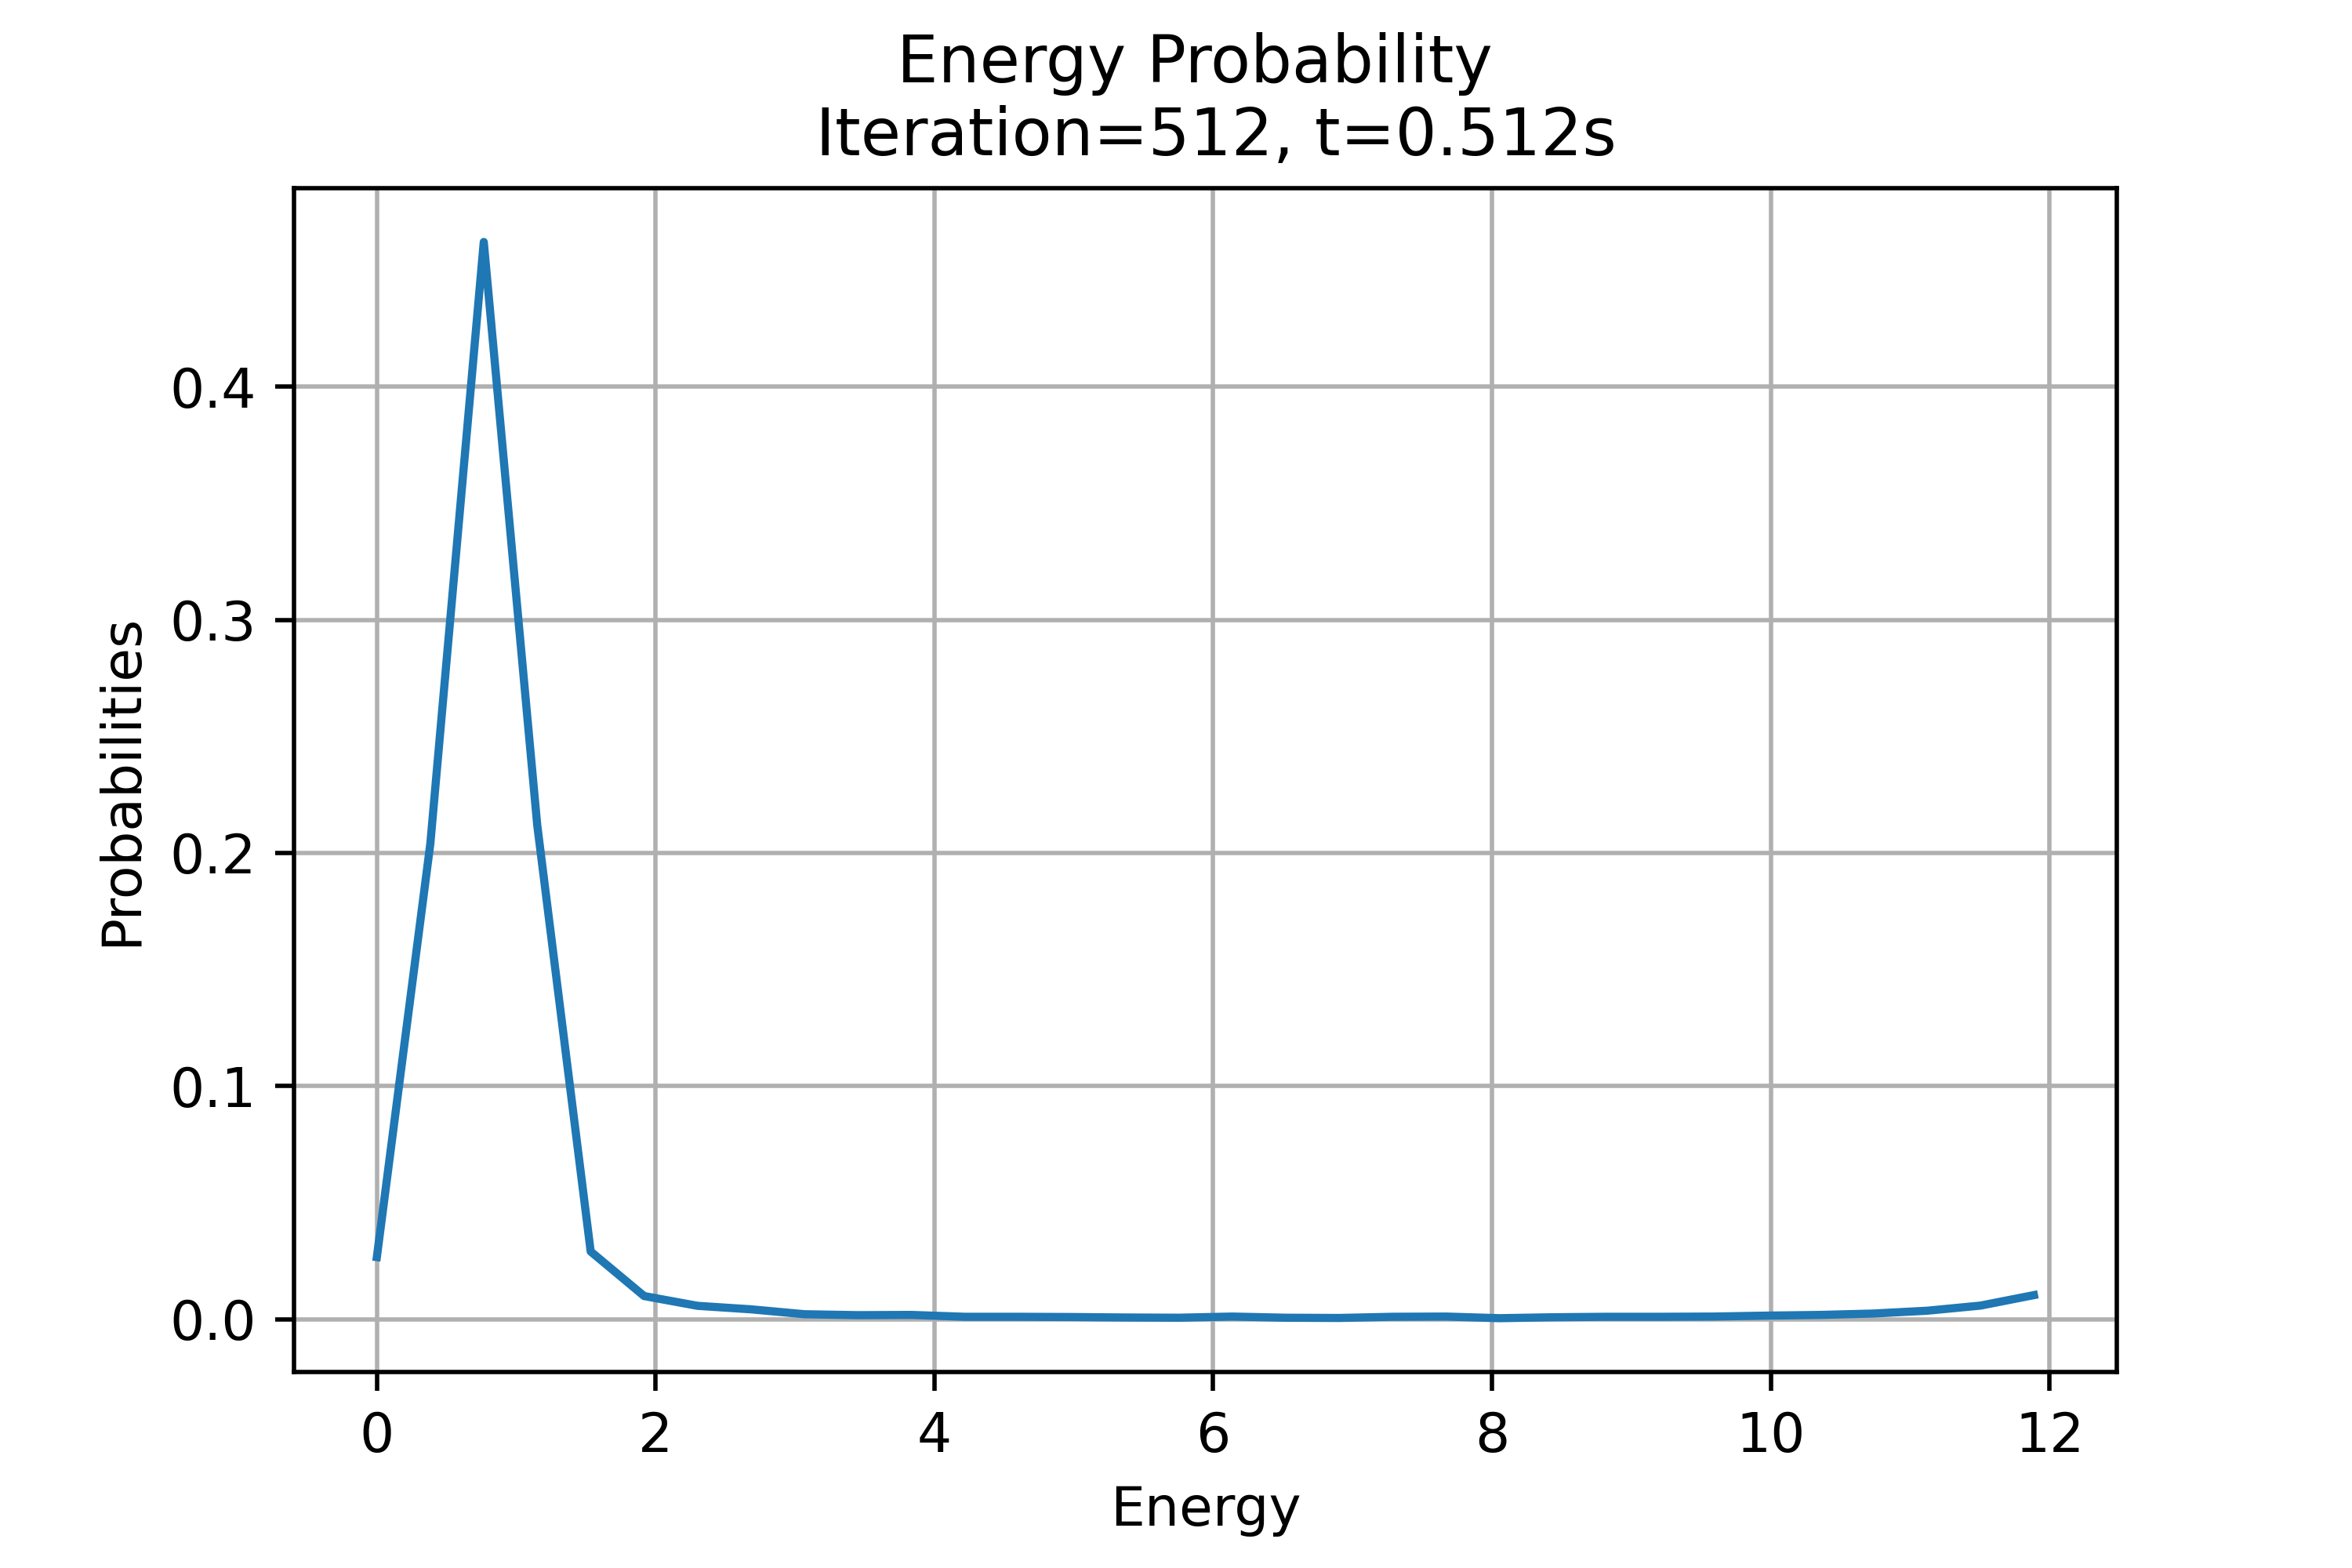 Energy Probability
Iteration=512, t=0.512s
0.4
0.3
0.2
0.1
0.0
Probabilities
0 2 4 6 8 10 12
Energy